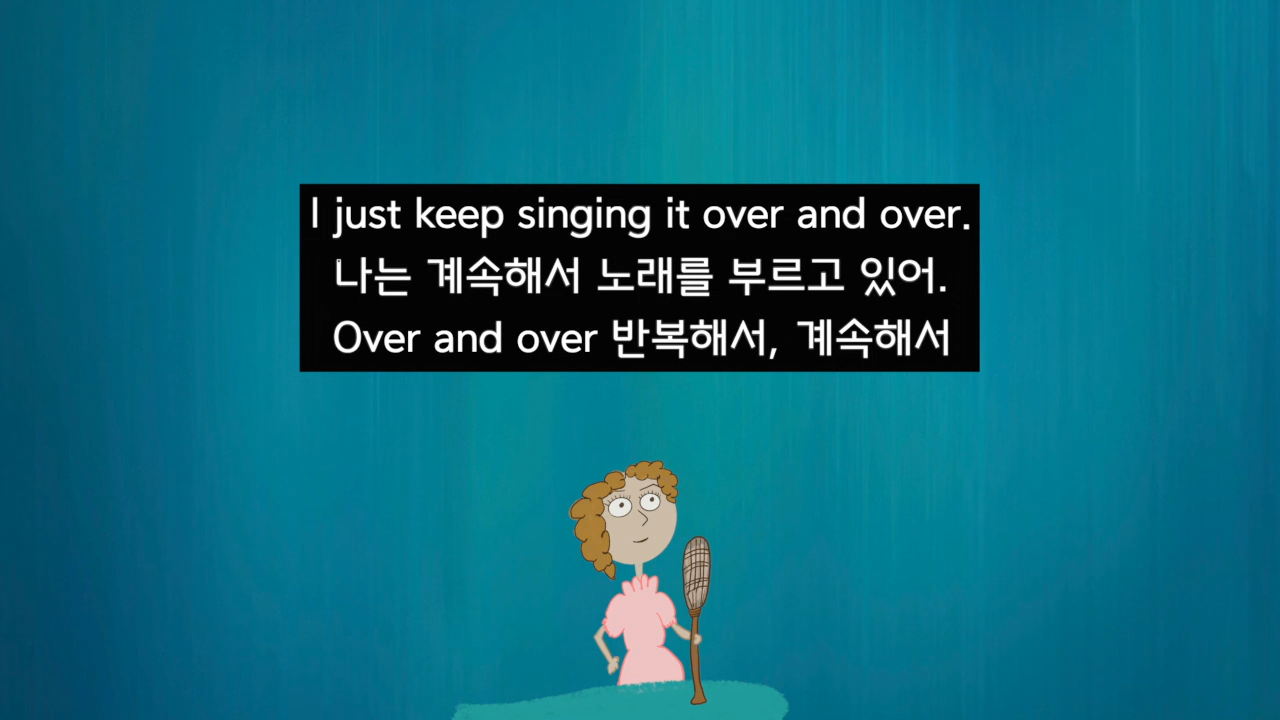 I just keep singing it over and over.
나는 계속해서 노래를 부르고 있어.
Over and over 반복해서, 계속해서